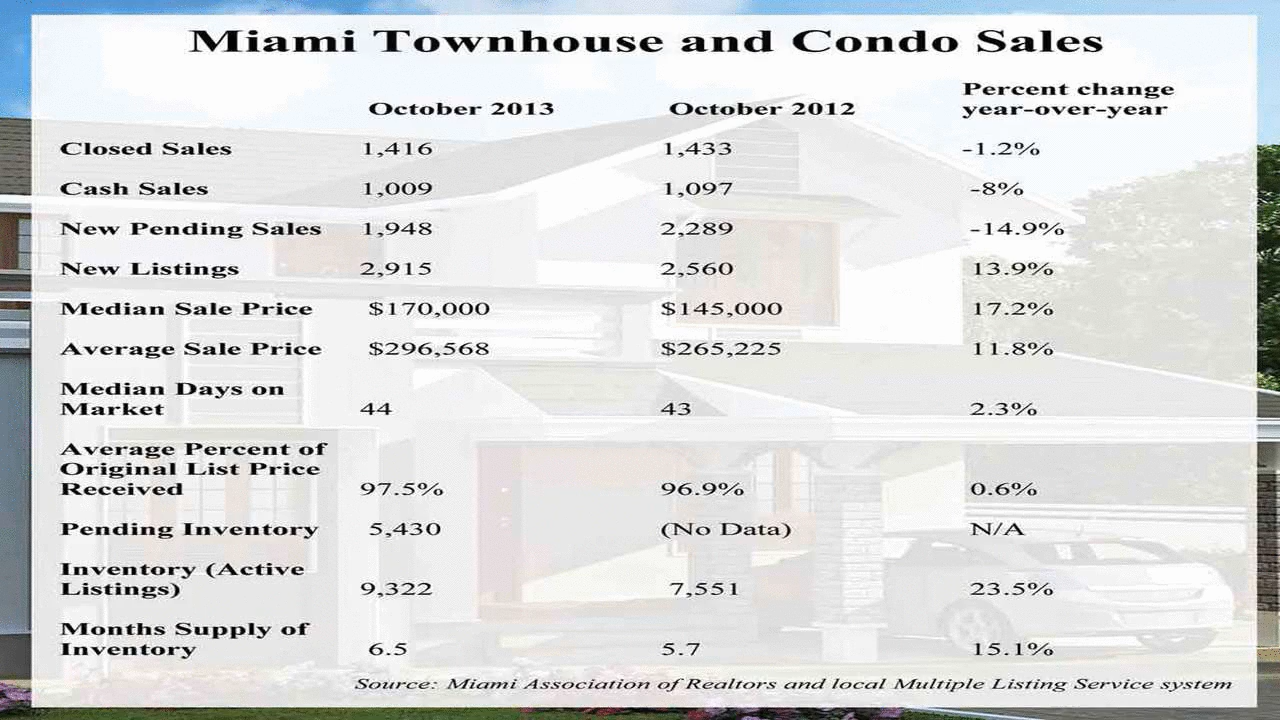 Miami Townhouse and Condo Sales
Percent change
October 2013 October 2012 year-over-year
Closed Sales 1,416 1,433 -1.2%
Cash Sales 1,009 1,097 -8%
New Pending Sales 1,948 2,289 -14.9%
New Listings 2,915 2,560 13.9%
Median Sale Price $170,000 $145,000 17.2%
Average Sale Price $296,568 $265,225 11.8%
Median Days on
Market 44 43 2.3%
Average Percent of
Original List Price
Received 97.5% 96.9% 0.6%
Pending Inventory 5,430 (No Data) N/A
Inventory (Active
Listings) 9,322 7,551 23.5%
Months Supply of
Inventory 6.5 5.7 15.1%
Source: Miami Association of Realtors and local Multiple Listing Service system